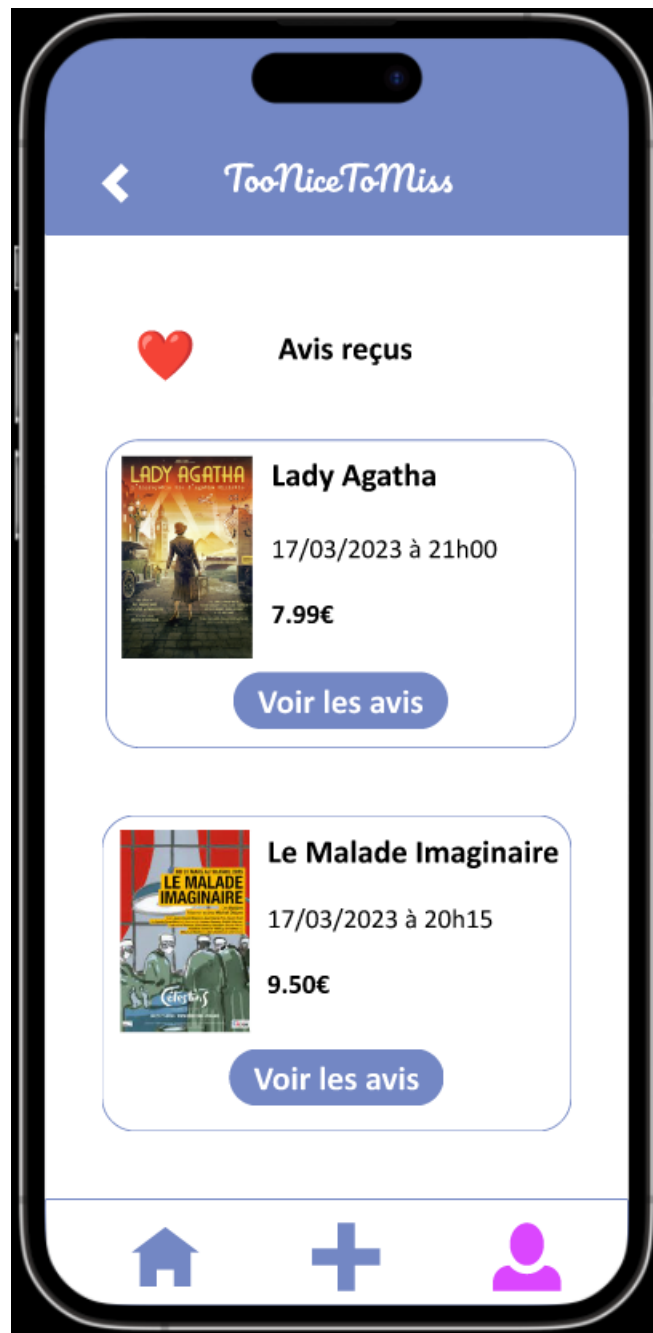 TooNiceToMiss
Avis reçus
LADY AGATHA
Lady Agatha
17/03/2023 à 21h00
7.99€
Voir les avis
LE MALADE
IMAGINAIRE
Célestins
Le Malade Imaginaire
17/03/2023 à 20h15
9.50€
Voir les avis